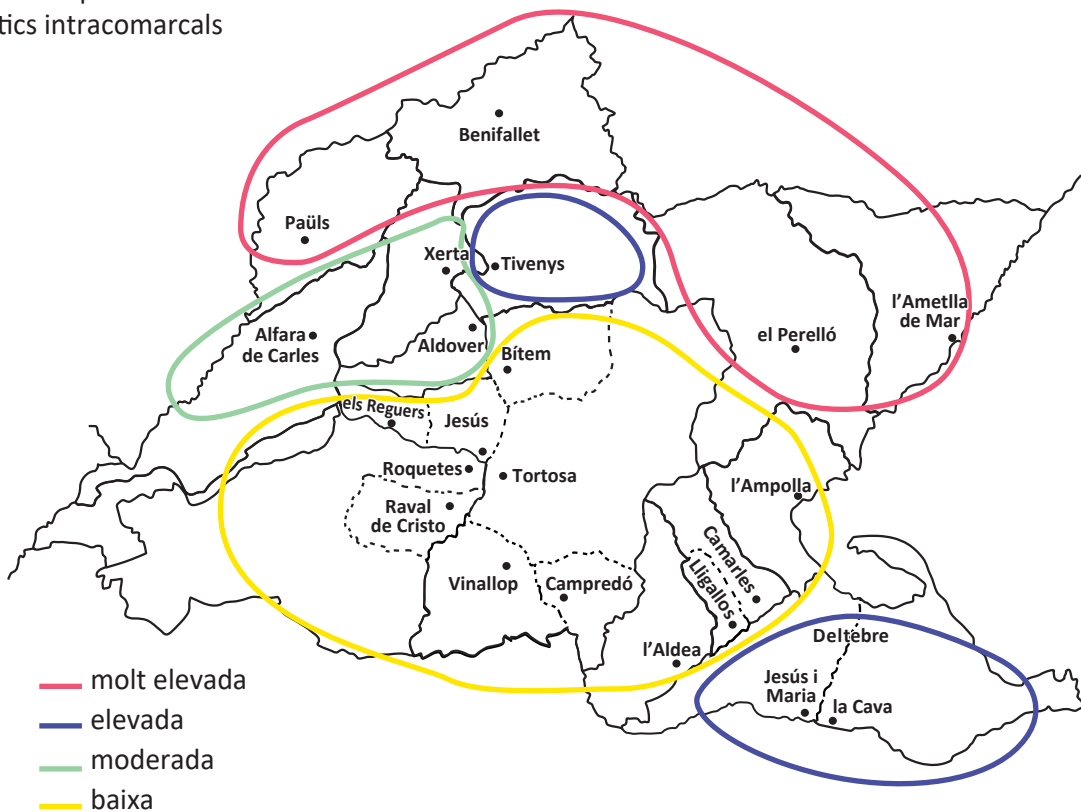 tics intracomarcals
Benifallet
Paüls
Xerta
Tivenys
l'Ametlla
de Mar
Alfara
de Carles
Aldover
Bítem
el Perelló
els Reguers
Jesús
Roquetes
Tortosa
l'Ampolla
Raval
de Cristo
Camarles
Lligallos
Vinallop
Campredó
l'Aldea
Deltebre
Jesús i
Maria
la Cava
molt elevada
elevada
moderada
baixa